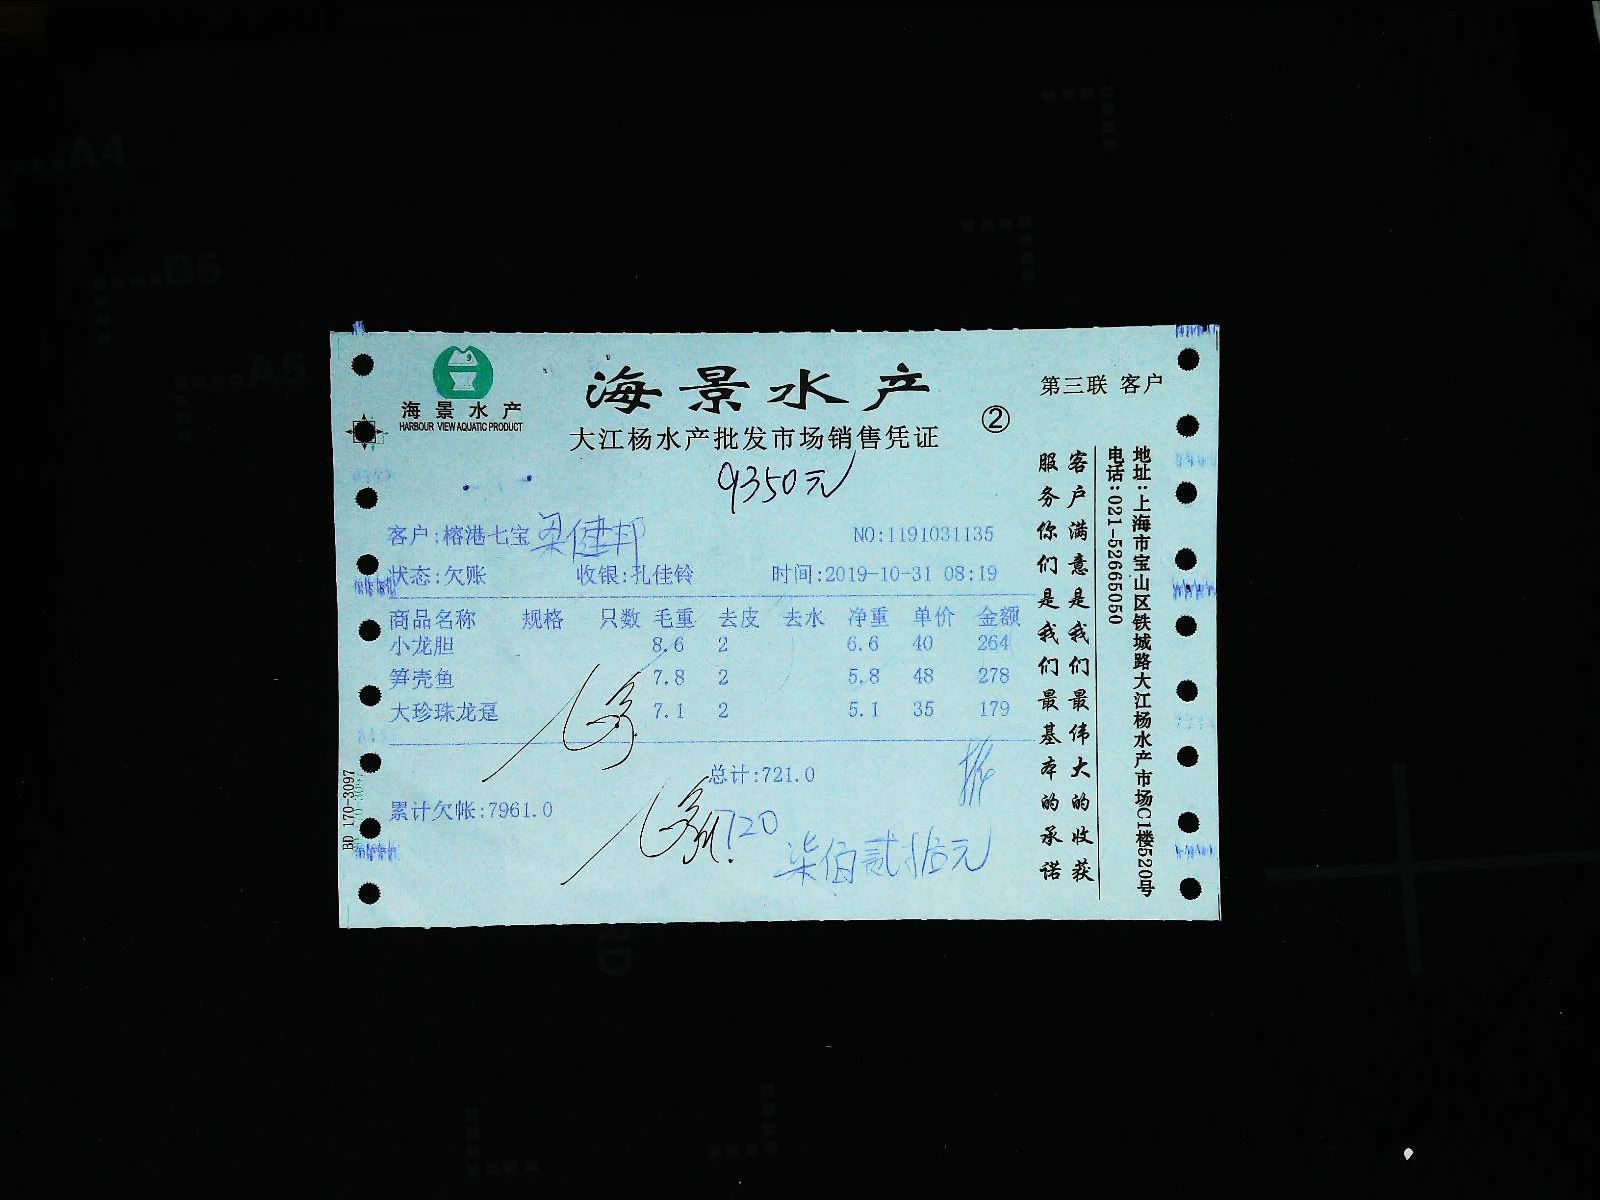 海景水产
HARBOUR VIEW AQUATIC PRODUCT
海景水产
大江杨水产批发市场销售凭证
②
第三联 客户
9350元
客户:榕港七宝 梁健邦
NO:1191031135
状态:欠账 收银:孔佳铃 时间:2019-10-31 08:19
商品名称 规格 只数 毛重 去皮 去水 净重 单价 金额
小龙胆 8.6 2 6.6 40 264
笋壳鱼 7.8 2 5.8 48 278
大珍珠龙趸 7.1 2 5.1 35 179
总计:721.0
累计欠帐:7961.0
720
柒佰贰拾元
客户满意是我们最伟大的收获
服务你们是我们最基本的承诺
地址:上海市宝山区铁城路大江杨水产市场C1楼520号
电话:021-52665050
BD 170-3097
A4
B5
A5